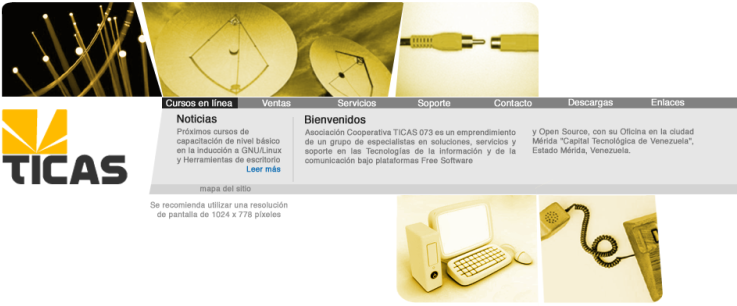 Cursos en línea Ventas Servicios Soporte Contacto Descargas Enlaces
TICAS
Noticias
Próximos cursos de
capacitación de nivel básico
en la inducción a GNU/Linux
y Herramientas de escritorio
Leer más
Bienvenidos
Asociación Cooperativa TICAS 073 es un emprendimiento
de un grupo de especialistas en soluciones, servicios y
soporte en las Tecnologías de la información y de la
comunicación bajo plataformas Free Software
y Open Source, con su Oficina en la ciudad
Mérida "Capital Tecnológica de Venezuela",
Estado Mérida, Venezuela.
mapa del sitio
Se recomienda utilizar una resolución
de pantalla de 1024 x 778 píxeles